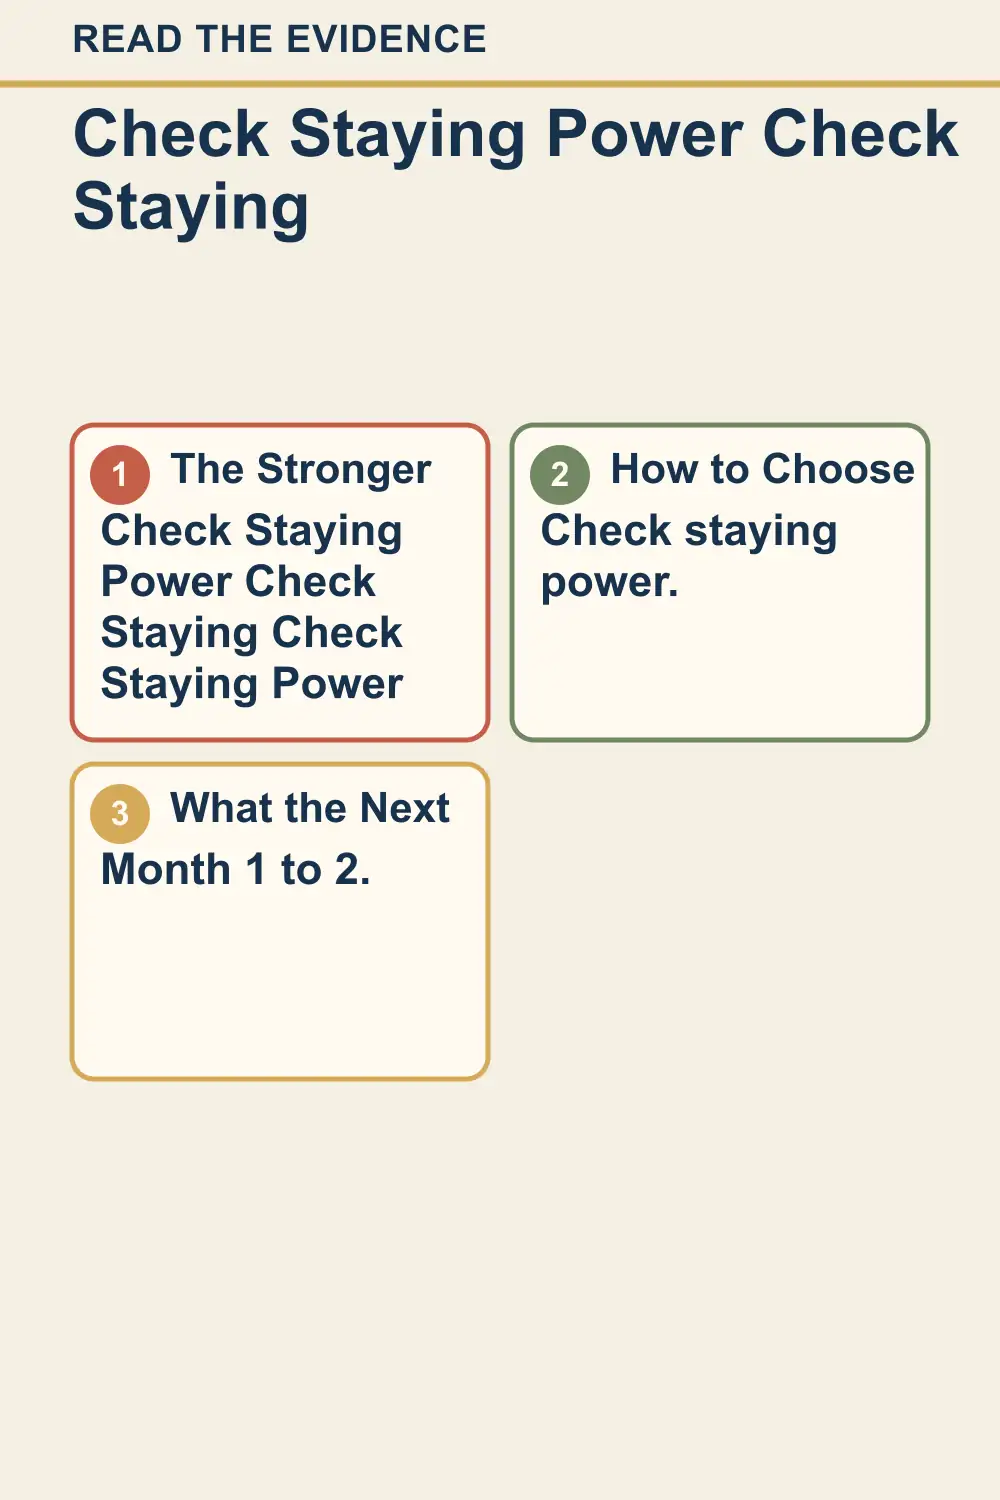 READ THE EVIDENCE
Check Staying Power Check
Staying
1 The Stronger
Check Staying
Power Check
Staying Check
Staying Power
2 How to Choose
Check staying
power.
3 What the Next
Month 1 to 2.